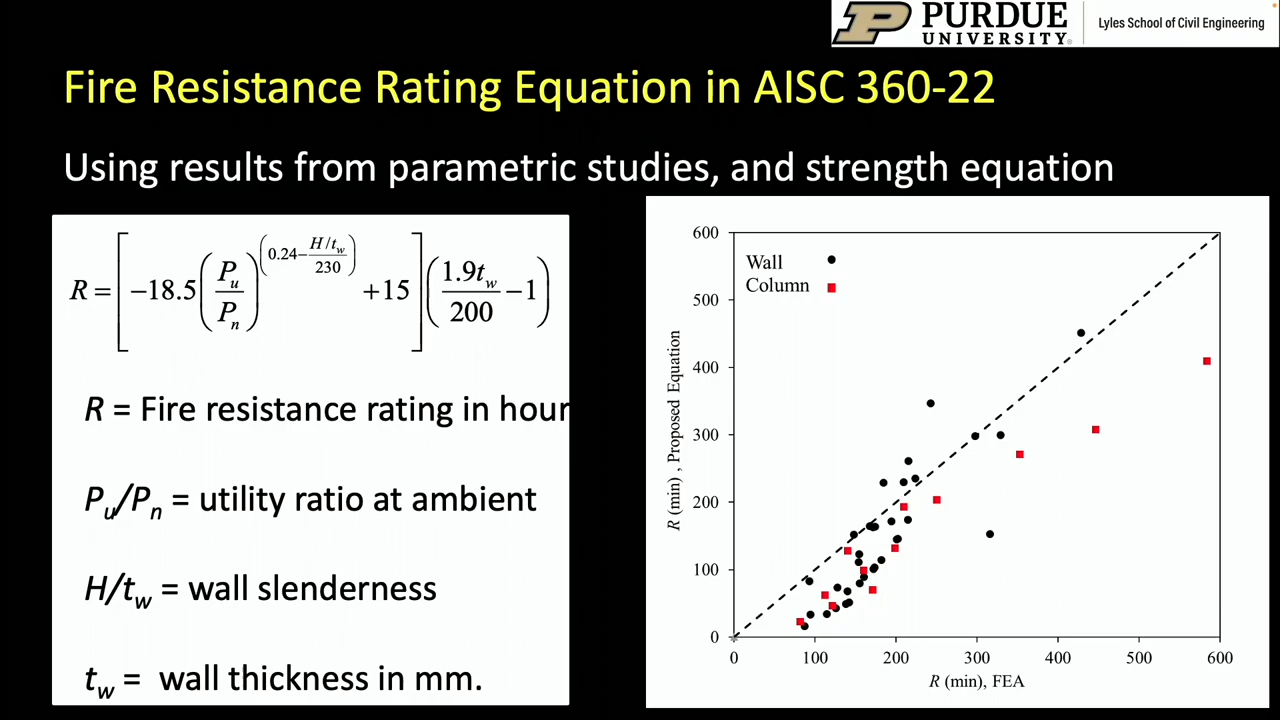 PURDUE
UNIVERSITY®
Lyles School of Civil Engineering
Fire Resistance Rating Equation in AISC 360-22
Using results from parametric studies, and strength equation
R = [ −18.5 (Pu/Pn)^(0.24−(H/tw)/230) +15 ] (1.9tw/200 −1)
R = Fire resistance rating in hour
Pu/Pn = utility ratio at ambient
H/tw = wall slenderness
tw = wall thickness in mm.
Wall
Column
600
500
400
300
200
100
0
R (min) , Proposed Equation
0 100 200 300 400 500 600
R (min), FEA